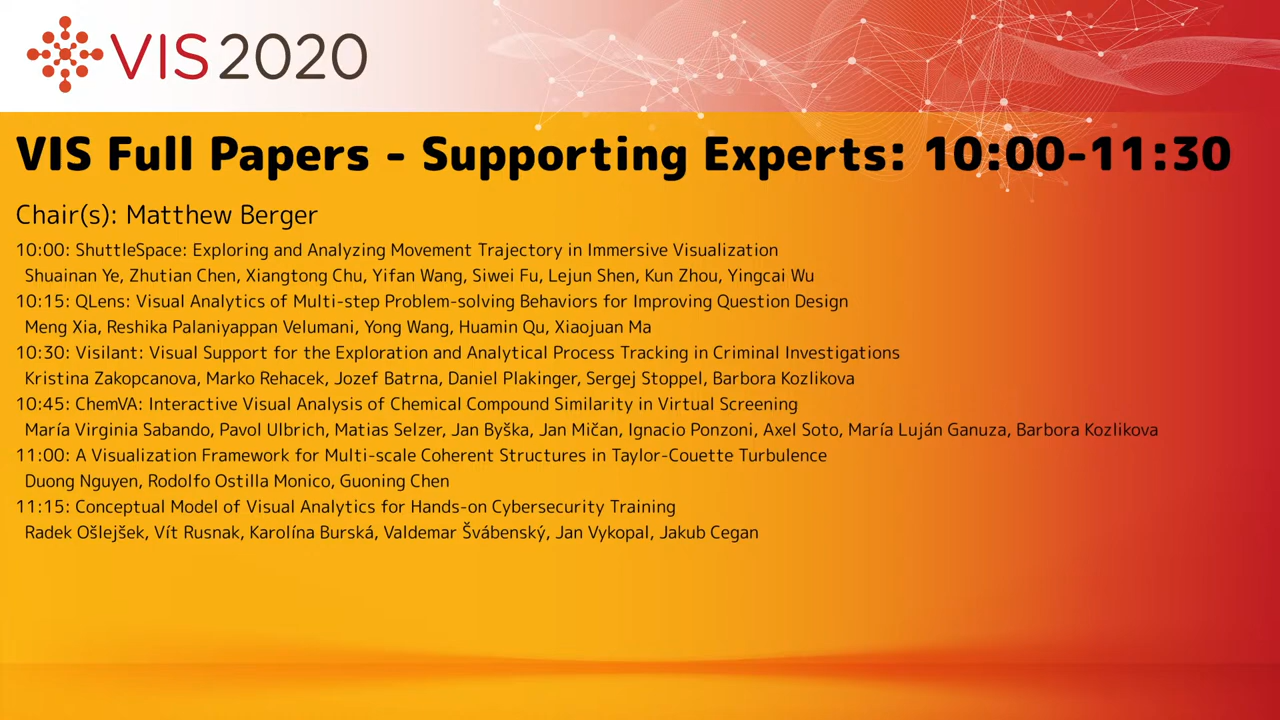 VIS2020
VIS Full Papers - Supporting Experts: 10:00-11:30
Chair(s): Matthew Berger
10:00: ShuttleSpace: Exploring and Analyzing Movement Trajectory in Immersive Visualization
Shuainan Ye, Zhutian Chen, Xiangtong Chu, Yifan Wang, Siwei Fu, Lejun Shen, Kun Zhou, Yingcai Wu
10:15: QLens: Visual Analytics of Multi-step Problem-solving Behaviors for Improving Question Design
Meng Xia, Reshika Palaniyappan Velumani, Yong Wang, Huamin Qu, Xiaojuan Ma
10:30: Visilant: Visual Support for the Exploration and Analytical Process Tracking in Criminal Investigations
Kristina Zakopcanova, Marko Rehacek, Jozef Batrna, Daniel Plakinger, Sergej Stoppel, Barbora Kozlikova
10:45: ChemVA: Interactive Visual Analysis of Chemical Compound Similarity in Virtual Screening
María Virginia Sabando, Pavol Ulbrich, Matias Selzer, Jan Byška, Jan Mičan, Ignacio Ponzoni, Axel Soto, María Luján Ganuza, Barbora Kozlikova
11:00: A Visualization Framework for Multi-scale Coherent Structures in Taylor-Couette Turbulence
Duong Nguyen, Rodolfo Ostilla Monico, Guoning Chen
11:15: Conceptual Model of Visual Analytics for Hands-on Cybersecurity Training
Radek Ošlejšek, Vít Rusnak, Karolína Burská, Valdemar Švábenský, Jan Vykopal, Jakub Cegan